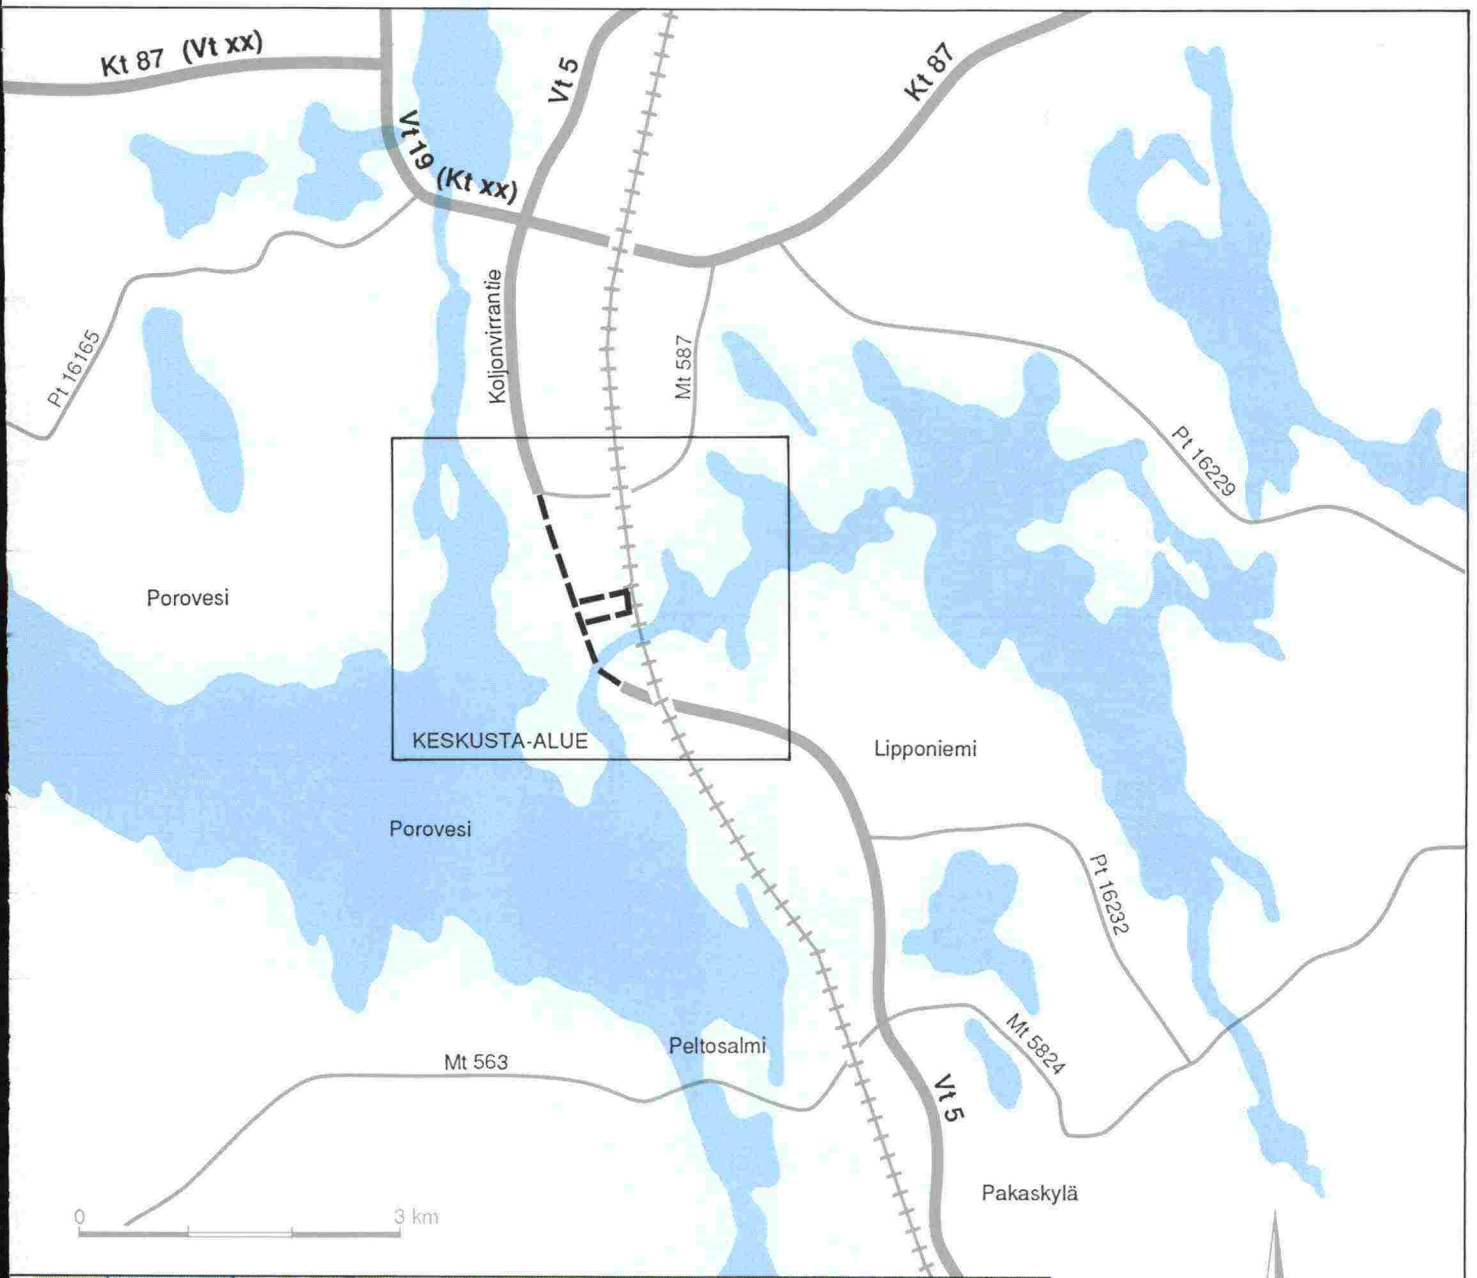 Kt 87 (Vt xx)
Vt 5
Kt 87
Vt 19 (Kt xx)
Koljonvirrantie
Mt 587
Pt 16165
Pt 16229
Porovesi
KESKUSTA-ALUE
Lipponiemi
Porovesi
Pt 16232
Mt 5824
Peltosalmi
Mt 563
Vt 5
Pakaskylä
0 3 km